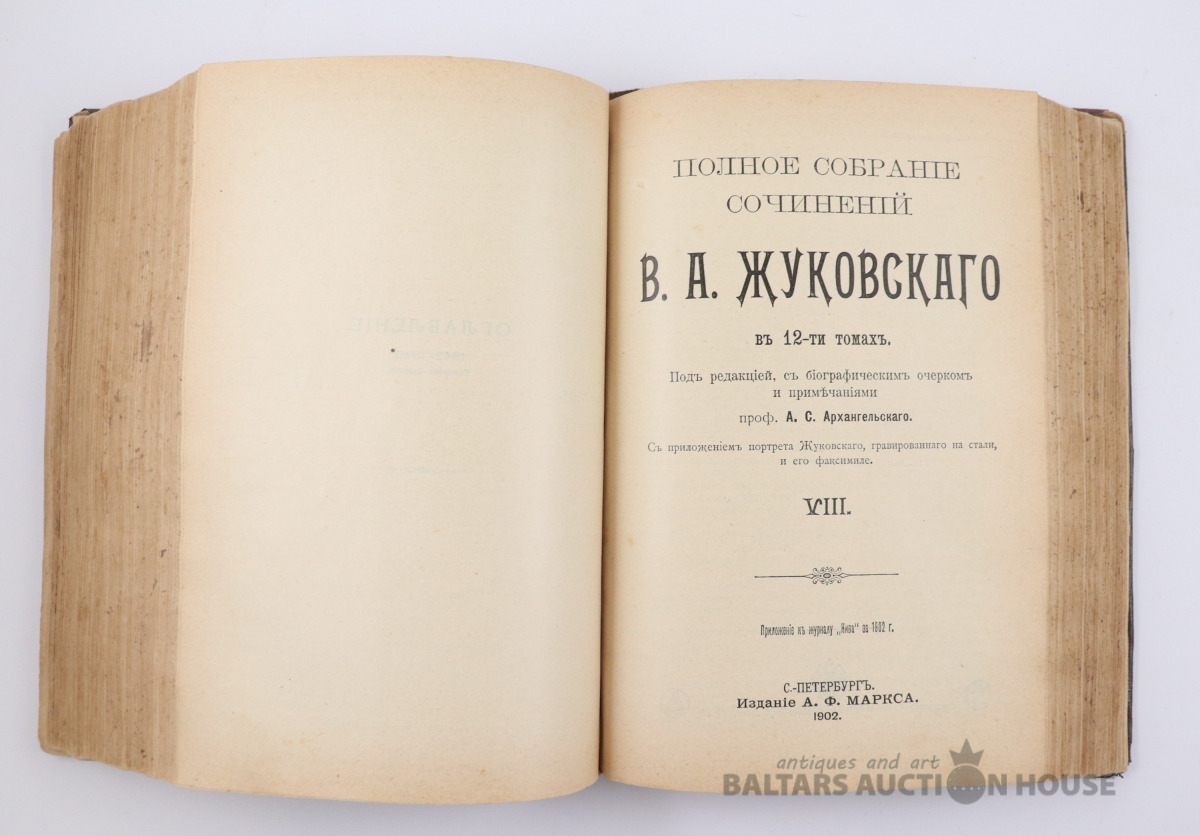 ОГЛАВЛЕНІЕ
ПОЛНОЕ СОБРАНІЕ
СОЧИНЕНІЙ
В. А. ЖУКОВСКАГО
въ 12-ти томахъ.
Подъ редакціей, съ біографическимъ очеркомъ
и примѣчаніями
проф. А. С. Архангельскаго.
Съ приложеніемъ портрета Жуковскаго, гравированнаго на стали,
и его факсимиле.
VIII.
Приложеніе къ журналу „Нива“ за 1902 г.
С.-ПЕТЕРБУРГЪ.
Изданіе А. Ф. МАРКСА.
1902.
antiques and art
BALTARS AUCTION HOUSE